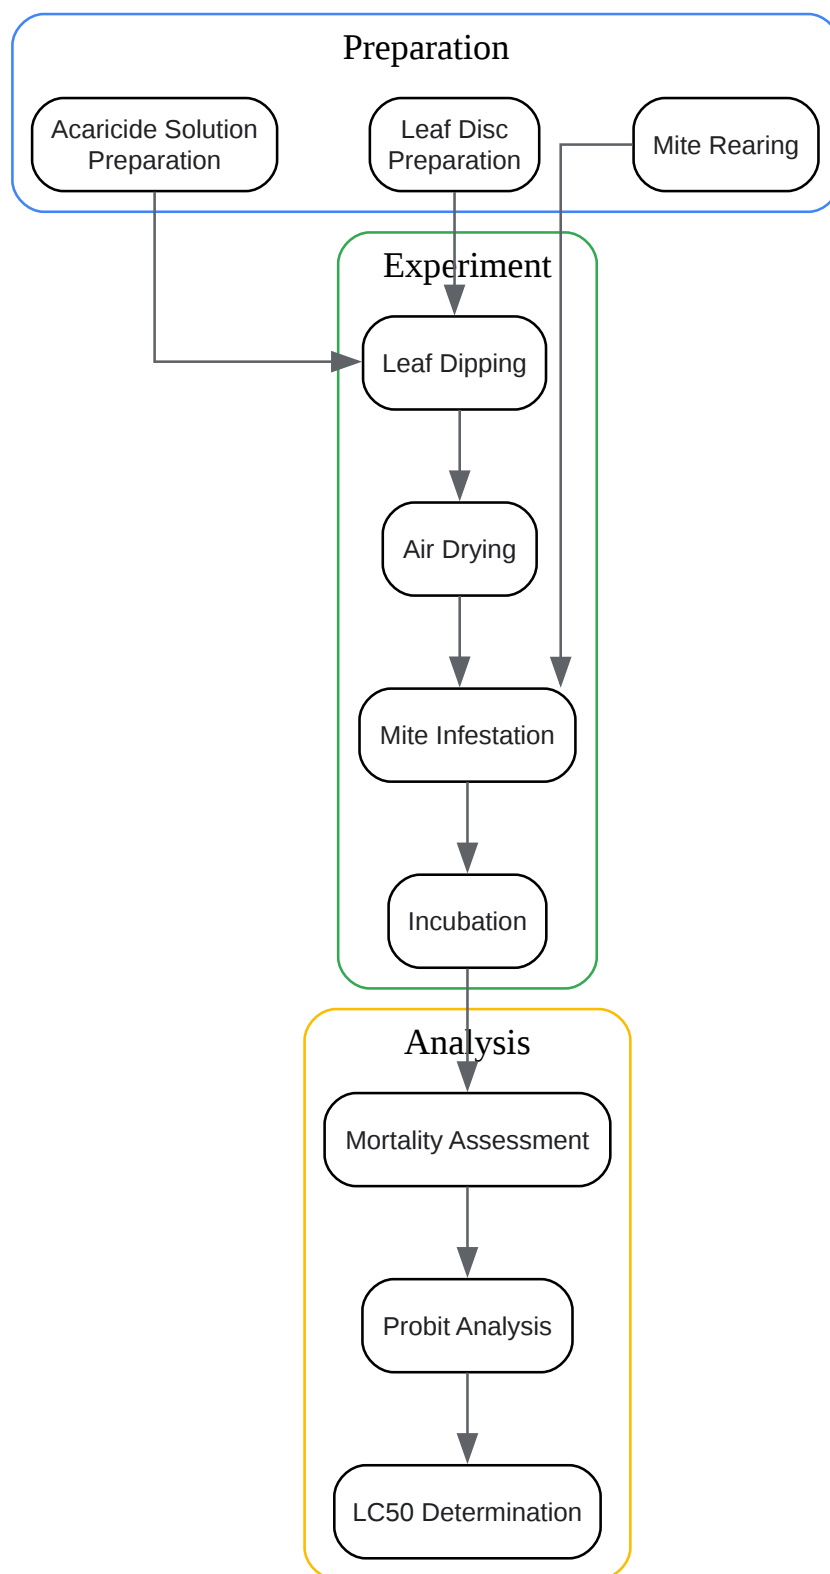 Preparation
Acaricide Solution
Preparation
Leaf Disc
Preparation
Mite Rearing
Experiment
Leaf Dipping
Air Drying
Mite Infestation
Incubation
Analysis
Mortality Assessment
Probit Analysis
LC50 Determination